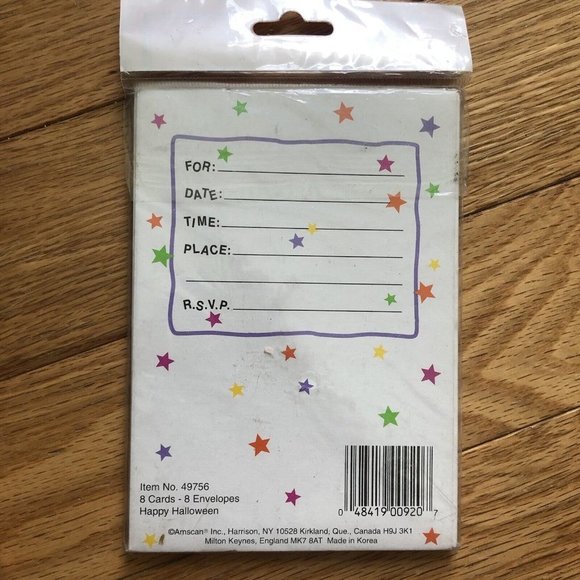 FOR:
DATE:
TIME:
PLACE:
R.S.V.P.
Item No. 49756
8 Cards - 8 Envelopes
Happy Halloween
0 48419 00920 7
©Amscan® Inc., Harrison, NY 10528 Kirkland, Que., Canada H9J 3K1
Milton Keynes, England MK7 8AT Made in Korea